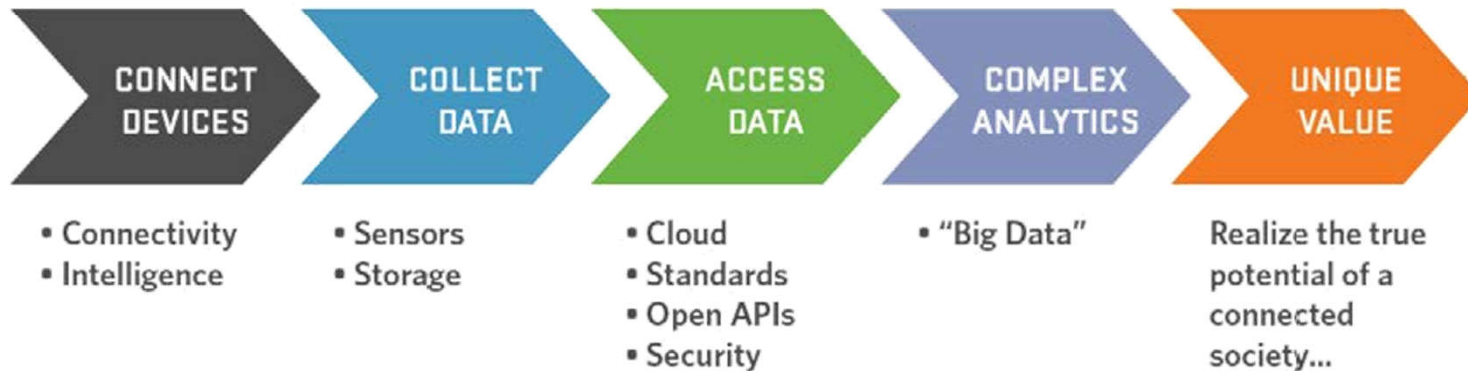 CONNECT
DEVICES
COLLECT
DATA
ACCESS
DATA
COMPLEX
ANALYTICS
UNIQUE
VALUE
▪ Connectivity
▪ Intelligence
▪ Sensors
▪ Storage
▪ Cloud
▪ Standards
▪ Open APIs
▪ Security
▪ “Big Data”
Realize the true
potential of a
connected
society...